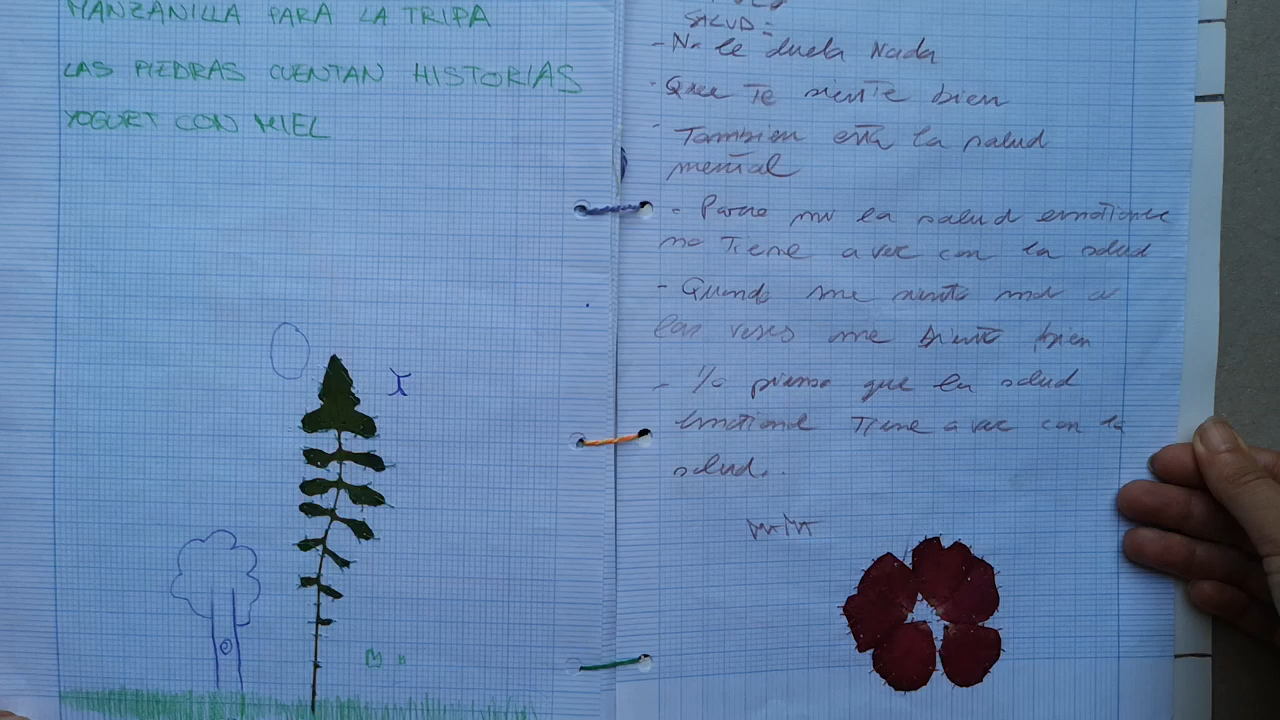 MANZANILLA PARA LA TRIPA
LAS PIEDRAS CUENTAN HISTORIAS
YOGURT CON MIEL
SALUD=
- No le duela Nada
- Que Te siente bien
- Tambien está la salud
mental
- Para mi la salud emotional
no Tiene a ver con la salud
- Quando me siento mal a
las veses me siento bien
- Yo pienso que la salud
emotional Tiene a ver con la
salud..